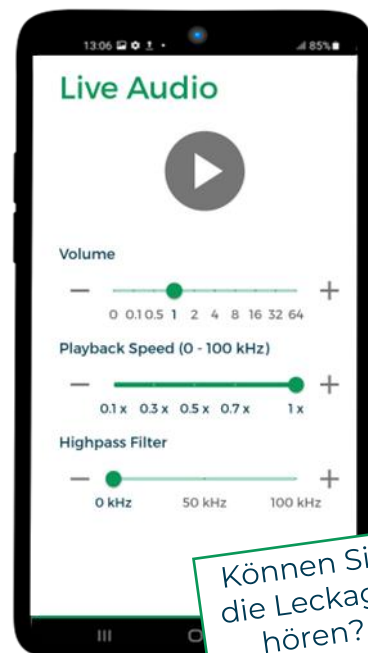 13:06
85%
Live Audio
Volume
0 0.1 0.5 1 2 4 8 16 32 64
Playback Speed (0 - 100 kHz)
0.1 x 0.3 x 0.5 x 0.7 x 1 x
Highpass Filter
0 kHz 50 kHz 100 kHz
Können Si
die Leckag
hören?